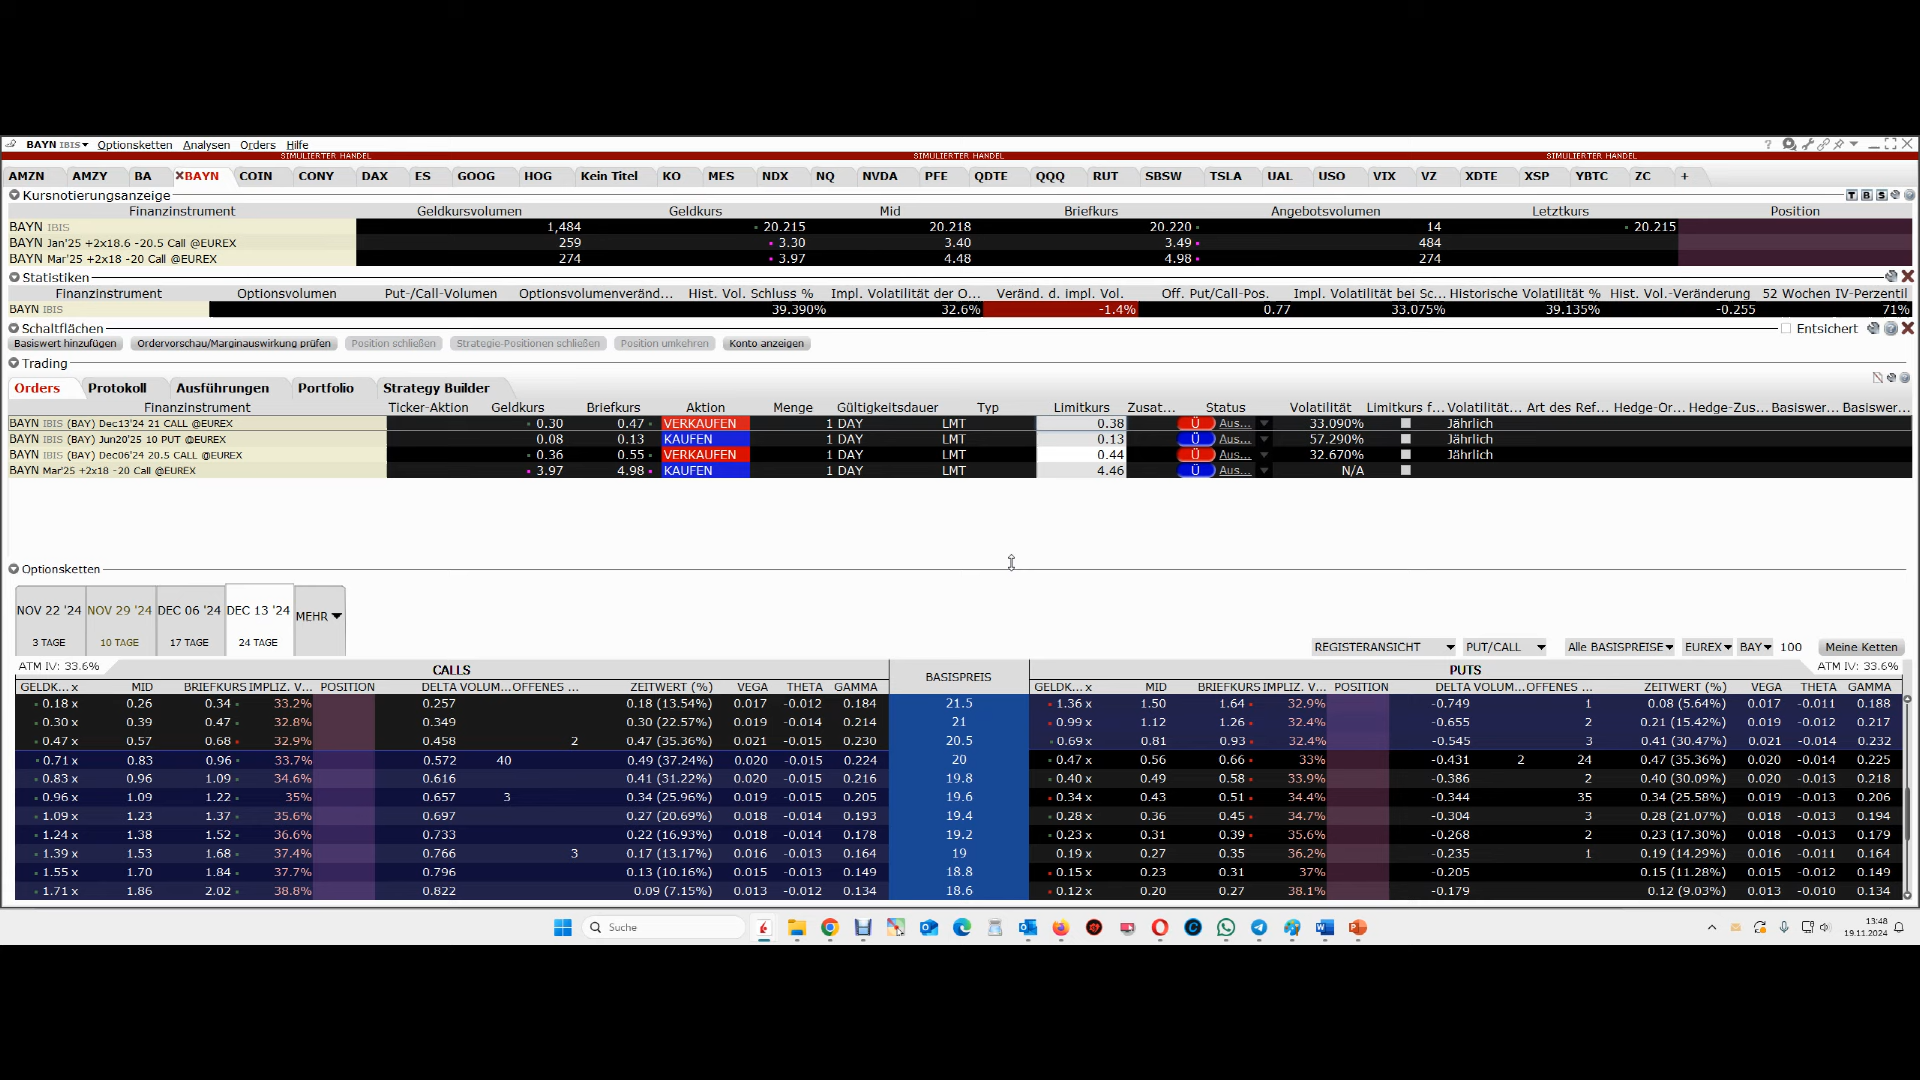 BAYN IBIS Optionsketten Analysen Orders Hilfe
SIMULIERTER HANDEL SIMULIERTER HANDEL SIMULIERTER HANDEL
AMZN AMZY BA BAYN COIN CONY DAX ES GOOG HOG Kein Titel KO MES NDX NQ NVDA PFE QDTE QQQ RUT SBSW TSLA UAL USO VIX VZ XDTE XSP YBTC ZC +
Kursnotierungsanzeige T B S
Finanzinstrument Geldkursvolumen Geldkurs Mid Briefkurs Angebotsvolumen Letztkurs Position
BAYN IBIS 1,484 20.215 20.218 20.220 14 20.215
BAYN Jan'25 +2x18.6 -20.5 Call @EUREX 259 3.30 3.40 3.49 484
BAYN Mar'25 +2x18 -20 Call @EUREX 274 3.97 4.48 4.98 274
Statistiken
Finanzinstrument Optionsvolumen Put-/Call-Volumen Optionsvolumenveränd... Hist. Vol. Schluss % Impl. Volatilität der O... Veränd. d. impl. Vol. Off. Put/Call-Pos. Impl. Volatilität bei Sc... Historische Volatilität % Hist. Vol.-Veränderung 52 Wochen IV-Perzentil
BAYN IBIS 39.390% 32.6% -1.4% 0.77 33.075% 39.135% -0.255 71%
Schaltflächen Entsichert
Basiswert hinzufügen Ordervorschau/Marginauswirkung prüfen Position schließen Strategie-Positionen schließen Position umkehren Konto anzeigen
Trading
Orders Protokoll Ausführungen Portfolio Strategy Builder
Finanzinstrument Ticker-Aktion Geldkurs Briefkurs Aktion Menge Gültigkeitsdauer Typ Limitkurs Zusat... Status Volatilität Limitkurs f... Volatilität... Art des Ref... Hedge-Or... Hedge-Zus... Basiswer... Basiswer...
BAYN IBIS (BAY) Dec13'24 21 CALL @EUREX 0.30 0.47 VERKAUFEN 1 DAY LMT 0.38 Ü Aus... 33.090% Jährlich
BAYN IBIS (BAY) Jun20'25 10 PUT @EUREX 0.08 0.13 KAUFEN 1 DAY LMT 0.13 Ü Aus... 57.290% Jährlich
BAYN IBIS (BAY) Dec06'24 20.5 CALL @EUREX 0.36 0.55 VERKAUFEN 1 DAY LMT 0.44 Ü Aus... 32.670% Jährlich
BAYN Mar'25 +2x18 -20 Call @EUREX 3.97 4.98 KAUFEN 1 DAY LMT 4.46 Ü Aus... N/A
Optionsketten
NOV 22 '24 NOV 29 '24 DEC 06 '24 DEC 13 '24 MEHR
3 TAGE 10 TAGE 17 TAGE 24 TAGE
REGISTERANSICHT PUT/CALL Alle BASISPREISE EUREX BAY 100 Meine Ketten
ATM IV: 33.6% CALLS BASISPREIS PUTS ATM IV: 33.6%
GELDK... x MID BRIEFKURS IMPLIZ. V... POSITION DELTA VOLUM... OFFENES ... ZEITWERT (%) VEGA THETA GAMMA GELDK... x MID BRIEFKURS IMPLIZ. V... POSITION DELTA VOLUM... OFFENES ... ZEITWERT (%) VEGA THETA GAMMA
0.18 x 0.26 0.34 33.2% 0.257 0.18 (13.18%) 0.017 -0.012 0.184 21.5 1.36 x 1.50 1.64 32.9% -0.749 1 0.08 (5.64%) 0.017 -0.011 0.188
0.30 x 0.39 0.47 32.8% 0.349 0.30 (22.57%) 0.019 -0.014 0.214 21 0.99 x 1.12 1.26 32.4% -0.655 2 0.21 (15.42%) 0.019 -0.012 0.217
0.47 x 0.57 0.68 32.9% 0.458 2 0.47 (35.36%) 0.021 -0.015 0.230 20.5 0.69 x 0.81 0.93 32.4% -0.545 3 0.41 (30.47%) 0.021 -0.014 0.232
0.71 x 0.83 0.96 33.7% 0.572 40 0.49 (37.24%) 0.020 -0.015 0.224 20 0.47 x 0.56 0.66 33% -0.431 2 24 0.47 (35.36%) 0.020 -0.014 0.225
0.83 x 0.96 1.09 34.6% 0.616 0.41 (31.22%) 0.020 -0.015 0.216 19.8 0.40 x 0.49 0.58 33.9% -0.386 2 0.40 (30.09%) 0.020 -0.013 0.218
0.96 x 1.09 1.22 35% 0.657 3 0.34 (25.96%) 0.019 -0.015 0.205 19.6 0.34 x 0.43 0.51 34.4% -0.344 35 0.34 (25.58%) 0.019 -0.013 0.206
1.09 x 1.23 1.37 35.6% 0.697 0.27 (20.69%) 0.018 -0.014 0.193 19.4 0.28 x 0.36 0.45 34.7% -0.304 3 0.28 (21.07%) 0.018 -0.013 0.194
1.24 x 1.38 1.52 36.6% 0.733 0.22 (16.93%) 0.018 -0.014 0.178 19.2 0.23 x 0.31 0.39 35.6% -0.268 2 0.23 (17.30%) 0.018 -0.013 0.179
1.39 x 1.53 1.68 37.4% 0.766 3 0.17 (13.17%) 0.016 -0.013 0.164 19 0.19 x 0.27 0.35 36.2% -0.235 1 0.19 (14.29%) 0.016 -0.011 0.164
1.55 x 1.70 1.84 37.7% 0.796 0.13 (10.16%) 0.015 -0.013 0.149 18.8 0.15 x 0.23 0.31 37% -0.205 0.15 (11.28%) 0.015 -0.012 0.149
1.71 x 1.86 2.02 38.8% 0.822 0.09 (7.15%) 0.013 -0.012 0.134 18.6 0.12 x 0.20 0.27 38.1% -0.179 0.12 (9.03%) 0.013 -0.010 0.134
Suche 13:48
19.11.2024